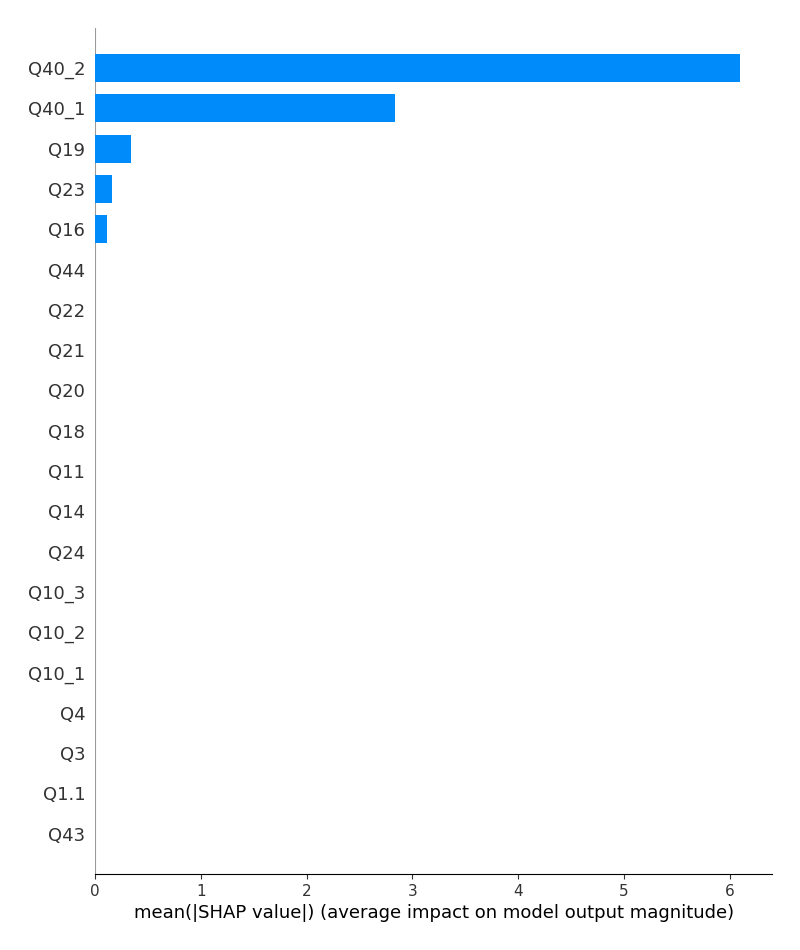 Q40_2
Q40_1
Q19
Q23
Q16
Q44
Q22
Q21
Q20
Q18
Q11
Q14
Q24
Q10_3
Q10_2
Q10_1
Q4
Q3
Q1.1
Q43
0 1 2 3 4 5 6
mean(|SHAP value|) (average impact on model output magnitude)